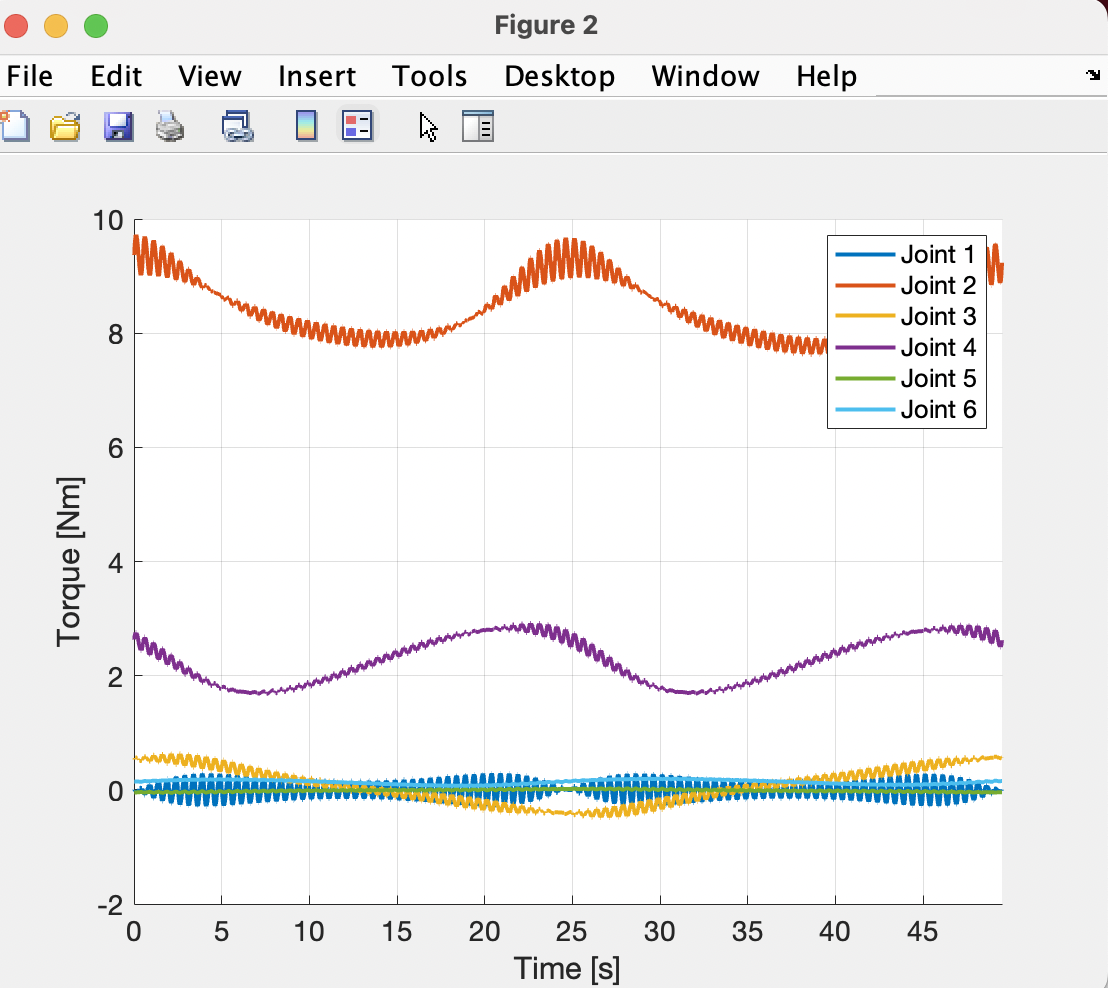 Figure 2
File Edit View Insert Tools Desktop Window Help
10
8
6
4
2
0
-2
Torque [Nm]
Joint 1
Joint 2
Joint 3
Joint 4
Joint 5
Joint 6
0 5 10 15 20 25 30 35 40 45
Time [s]